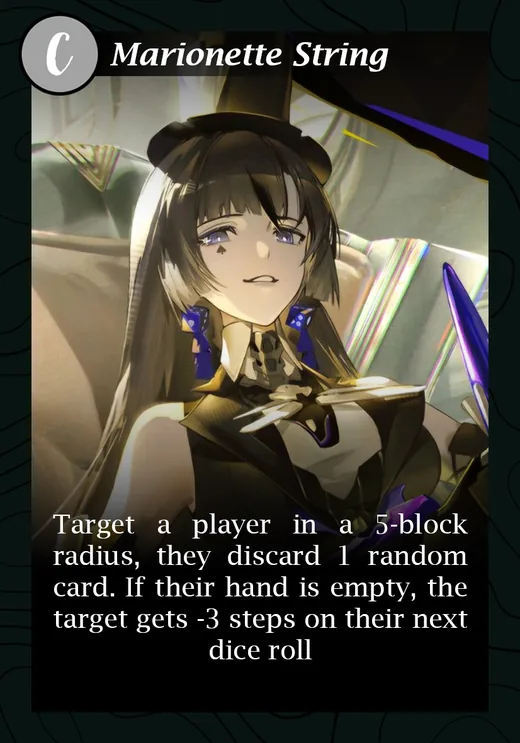 C
Marionette String
Target a player in a 5-block
radius, they discard 1 random
card. If their hand is empty, the
target gets -3 steps on their next
dice roll